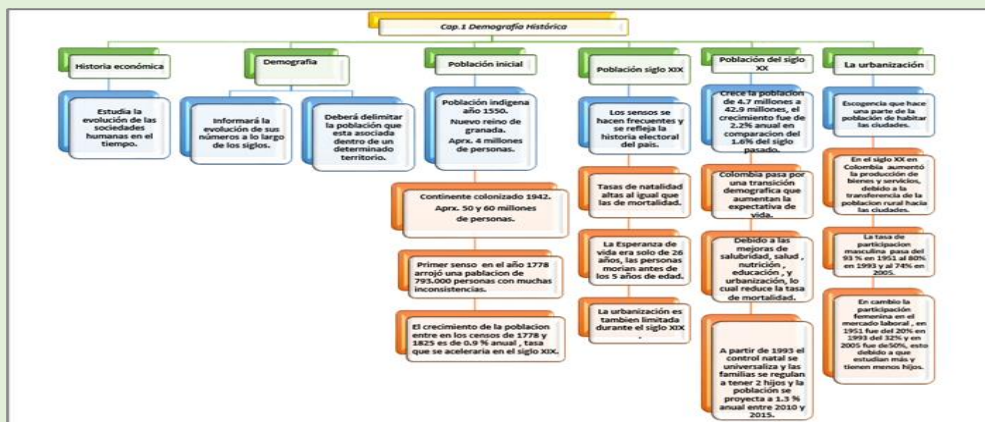 Cap.1 Demografía Histórica
Historia económica
Estudia la
evolución de las
sociedades
humanas en el
tiempo.
Demografia
Informará la
evolución de sus
números a lo largo
de los siglos.
Deberá delimitar
la población que
esta asociada
dentro de un
determinado
territorio.
Población inicial
Población indigena
año 1550.
Nuevo reino de
granada.
Aprx. 4 millones
de personas.
Continente colonizado 1942.
Aprx. 50 y 60 millones
de personas.
Primer senso en el año 1778
arrojó una pablacion de
793.000 personas con muchas
inconsistencias.
El crecimiento de la poblacion
entre en los censos de 1778 y
1825 es de 0.9 % anual , tasa
que se aceleraria en el siglo XIX.
Población siglo XIX
Los sensos se
hacen frecuentes y
se refleja la
historia electoral
del pais.
Tasas de natalidad
altas al igual que
las de mortalidad.
La Esperanza de
vida era solo de 26
años, las personas
morian antes de
los 5 años de edad.
La urbanización es
tambien limitada
durante el siglo XIX
.
Población del siglo
XX
Crece la poblacion
de 4.7 millones a
42.9 millones, el
crecimiento fue de
2.2% anual en
comparacion del
1.6% del siglo
pasado.
Colombia pasa por
una transición
demografica que
aumentan la
expectativa de
vida.
Debido a las
mejoras de
salubridad, salud ,
nutrición ,
educación , y
urbanización, lo
cual reduce la tasa
de mortalidad.
A partir de 1993 el
control natal se
universaliza y las
familias se regulan
a tener 2 hijos y la
población se
proyecta a 1.3 %
anual entre 2010 y
2015.
La urbanización
Escogencia que hace
una parte de la
población de habitar
las ciudades.
En el siglo XX en
Colombia aumentó
la producción de
bienes y servicios,
debido a la
transferencia de la
poblacion rural hacia
las ciudades.
La tasa de
participacion
masculina pasa del
93 % en 1951 al 80%
en 1993 y al 74% en
2005.
En cambio la
participación
femenina en el
mercado laboral , en
1951 fue del 20% en
1993 del 32% y en
2005 fue de50%, esto
debido a que
estudian más y
tienen menos hijos.